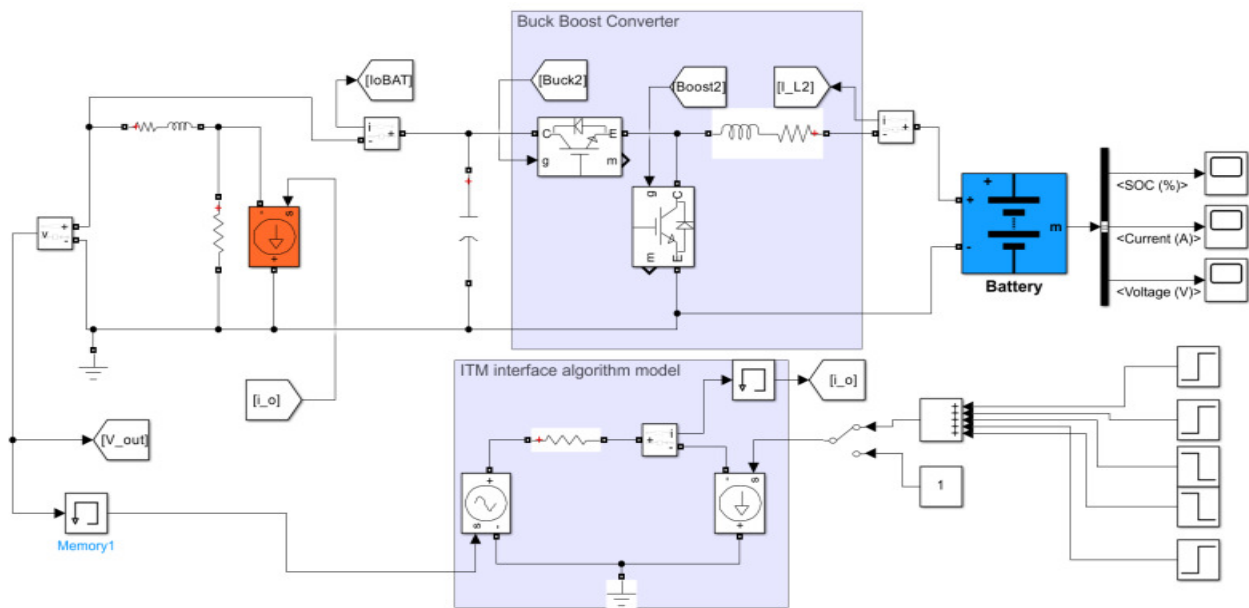 Buck Boost Converter
[IoBAT]
[Buck2]
[Boost2]
[I_L2]
i
+
-
C
E
g
m
g
C
m
E
i
+
-
+
-
v
s
-
+
+
+
-
m
Battery
<SOC (%)>
<Current (A)>
<Voltage (V)>
[i_o]
[V_out]
Memory1
ITM interface algorithm model
[i_o]
+
i
-
+
s
-
s
-
+
+
+
+
+
+
1